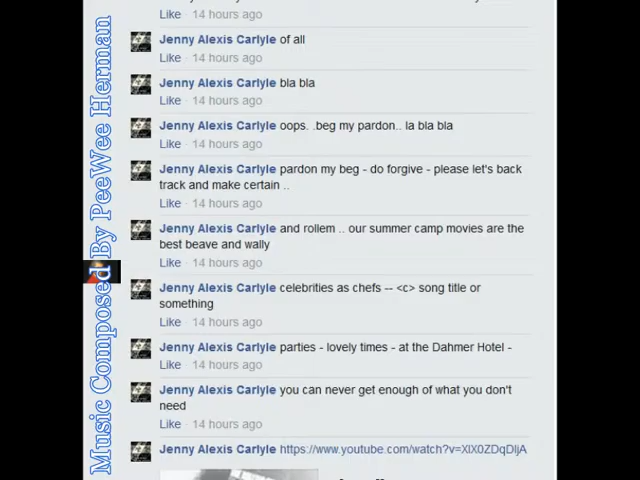 Like · 14 hours ago
Jenny Alexis Carlyle of all
Like · 14 hours ago
Jenny Alexis Carlyle bla bla
Like · 14 hours ago
Jenny Alexis Carlyle oops. .beg my pardon.. la bla bla
Like · 14 hours ago
Jenny Alexis Carlyle pardon my beg - do forgive - please let's back
track and make certain ..
Like · 14 hours ago
Jenny Alexis Carlyle and rollem .. our summer camp movies are the
best beave and wally
Like · 14 hours ago
Jenny Alexis Carlyle celebrities as chefs -- <c> song title or
something
Like · 14 hours ago
Jenny Alexis Carlyle parties - lovely times - at the Dahmer Hotel -
Like · 14 hours ago
Jenny Alexis Carlyle you can never get enough of what you don't
need
Like · 14 hours ago
Jenny Alexis Carlyle https://www.youtube.com/watch?v=XlX0ZDqDljA
Music Composed By PeeWee Herman